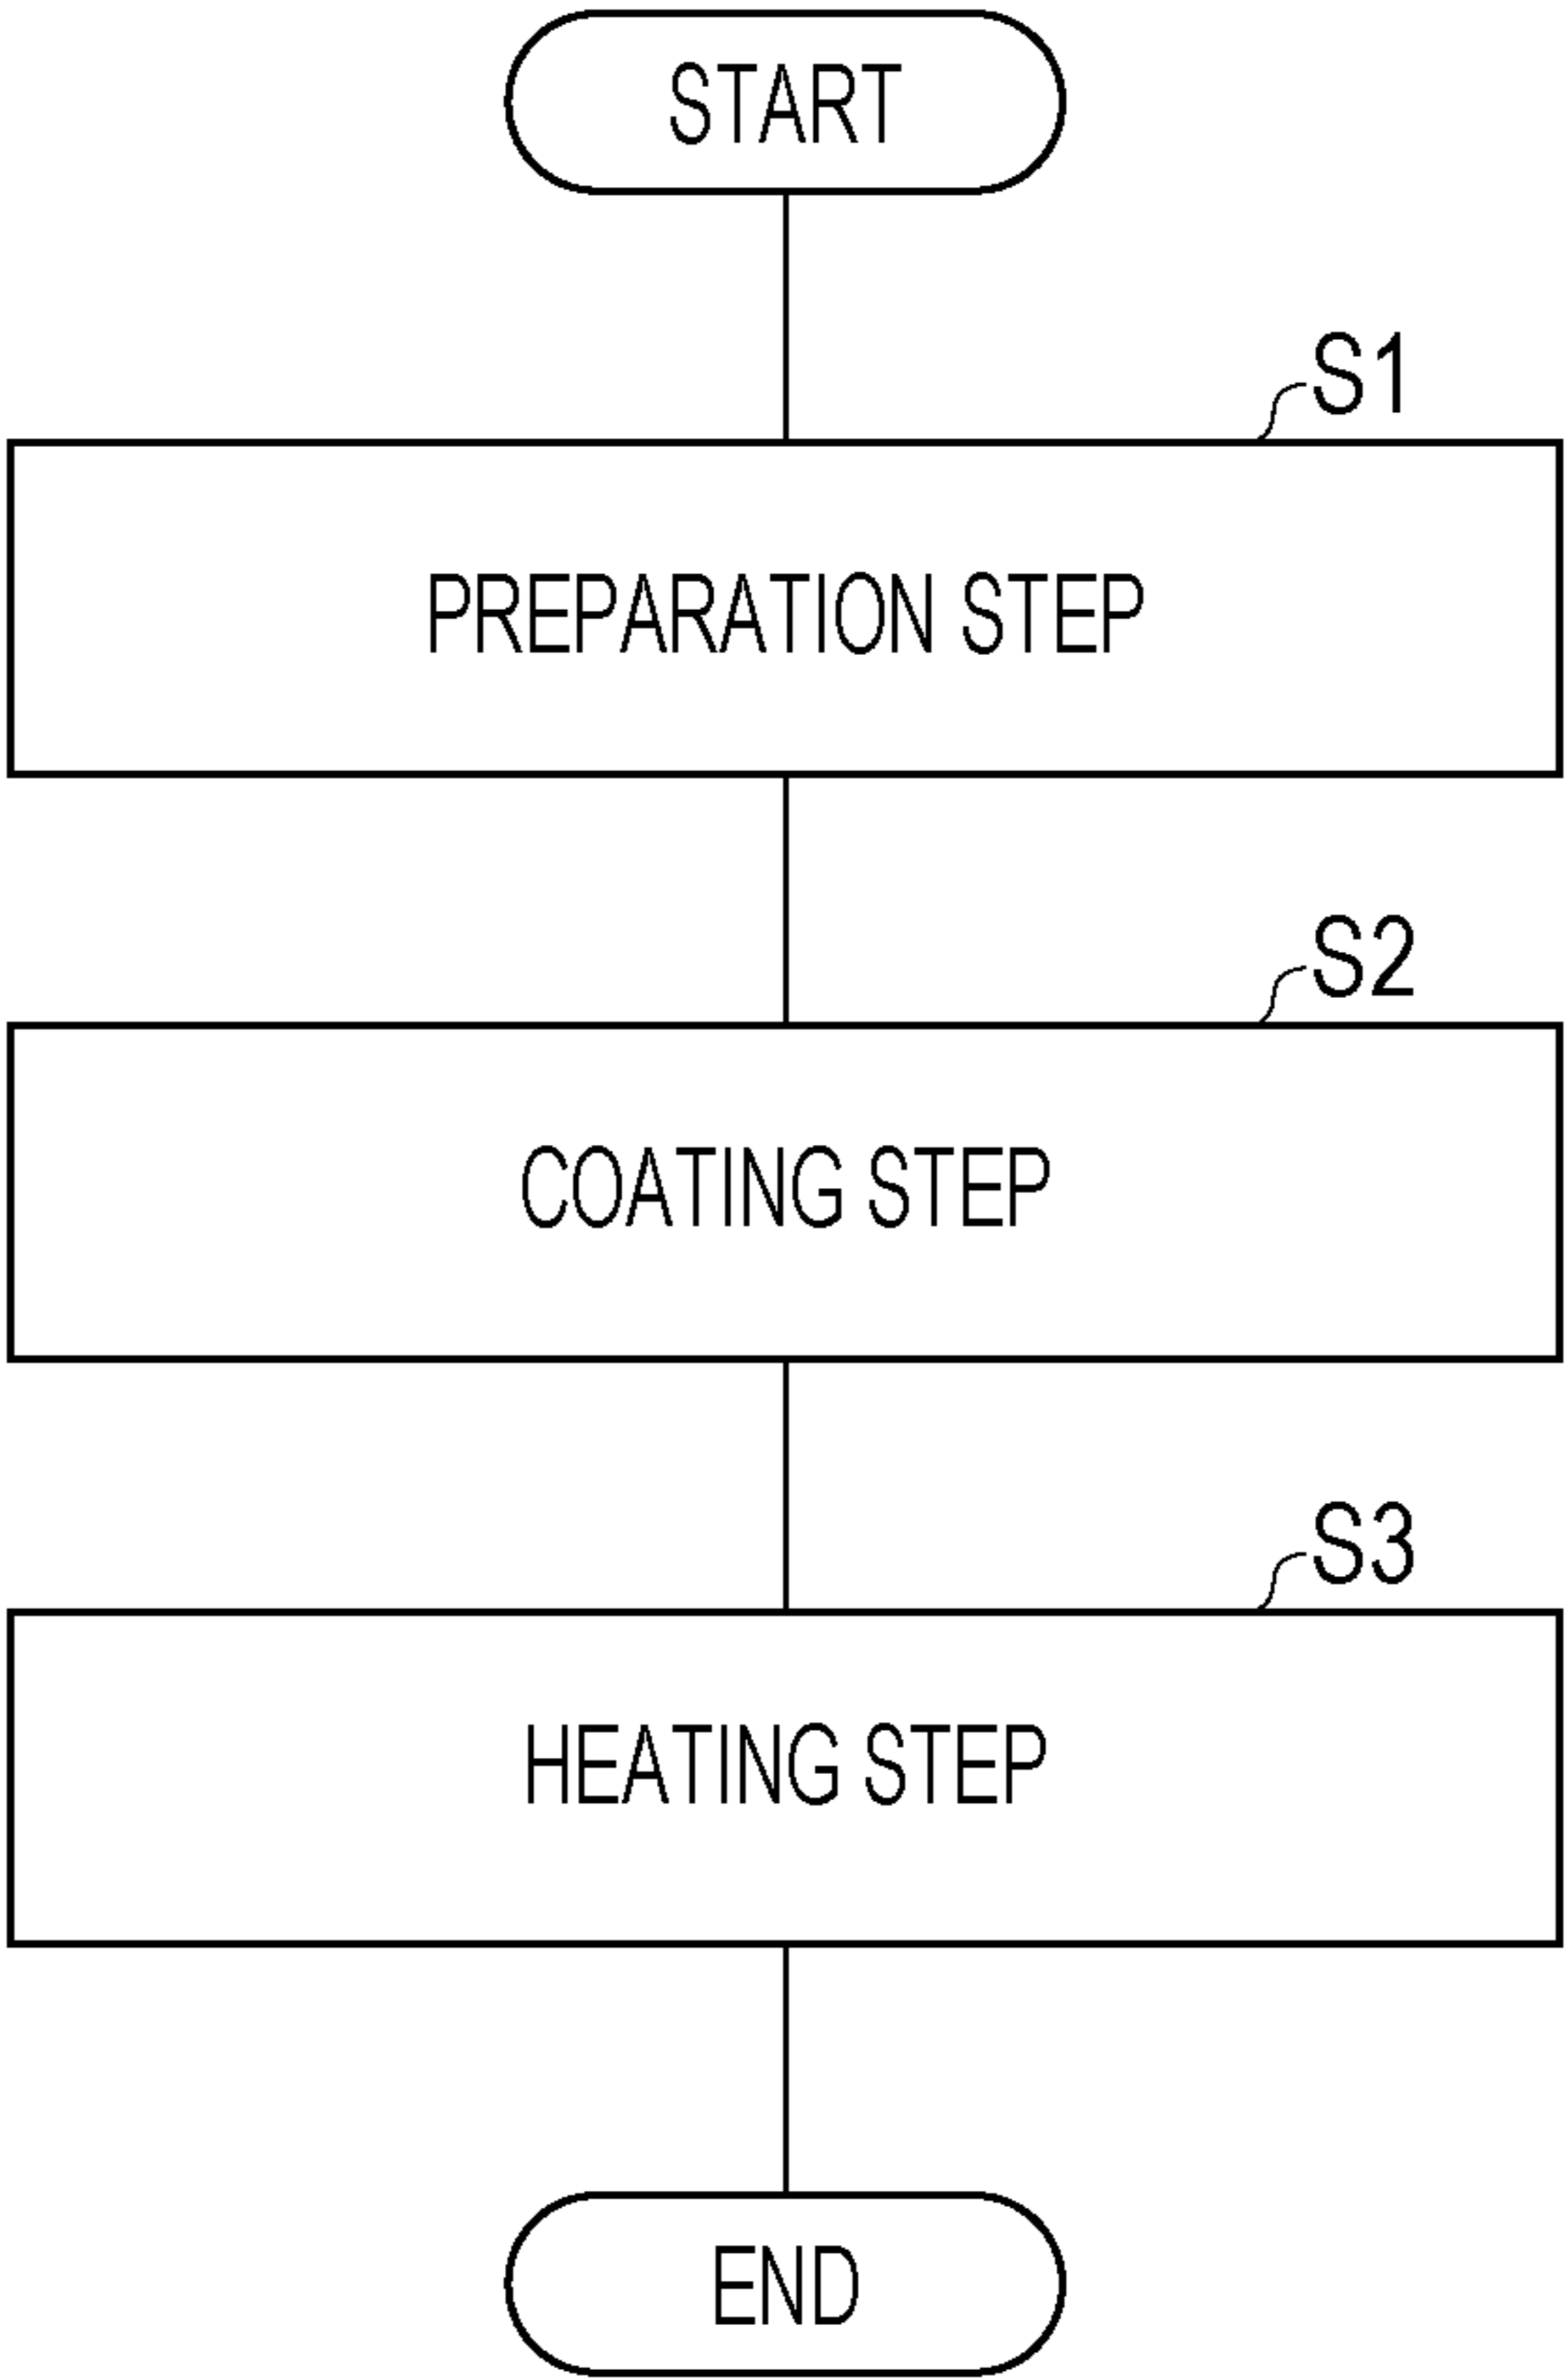 START
S1
PREPARATION STEP
S2
COATING STEP
S3
HEATING STEP
END